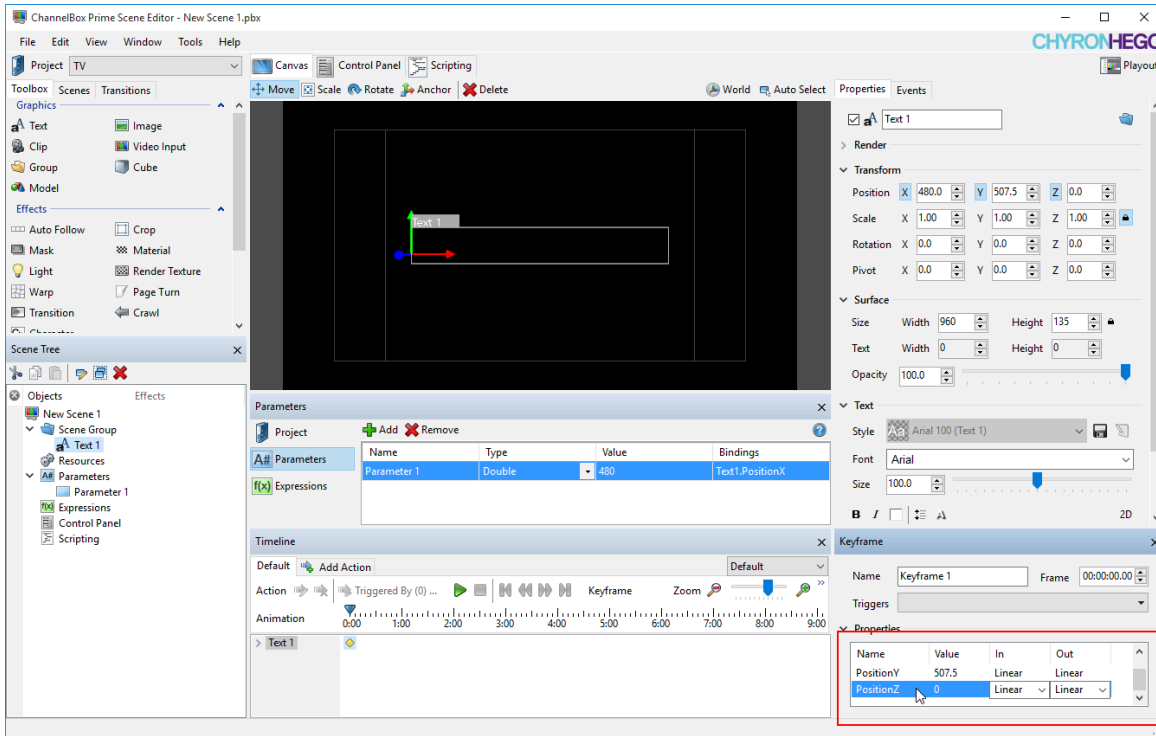 ChannelBox Prime Scene Editor - New Scene 1.pbx
File Edit View Window Tools Help
CHYRONHEGO
Project TV
Canvas Control Panel Scripting
Playout
Toolbox Scenes Transitions
Move Scale Rotate Anchor Delete
World Auto Select
Properties Events
Graphics
Text Image
Clip Video Input
Group Cube
Model
Effects
Auto Follow Crop
Mask Material
Light Render Texture
Warp Page Turn
Transition Crawl
Character
Text 1
Text 1
Render
Transform
Position X 480.0 Y 507.5 Z 0.0
Scale X 1.00 Y 1.00 Z 1.00
Rotation X 0.0 Y 0.0 Z 0.0
Pivot X 0.0 Y 0.0 Z 0.0
Surface
Size Width 960 Height 135
Text Width 0 Height 0
Opacity 100.0
Text
Style Aa Arial 100 (Text 1)
Font Arial
Size 100.0
B I 2D
Scene Tree
Objects Effects
New Scene 1
Scene Group
Text 1
Resources
Parameters
Parameter 1
Expressions
Control Panel
Scripting
Parameters
Project
Add Remove
A# Parameters
f(x) Expressions
Name Type Value Bindings
Parameter 1 Double 480 Text1.PositionX
Timeline
Default Add Action Default
Action Triggered By (0) ... Keyframe Zoom
Animation 0:00 1:00 2:00 3:00 4:00 5:00 6:00 7:00 8:00 9:00
Text 1
Keyframe
Name Keyframe 1 Frame 00:00:00.00
Triggers
Properties
Name Value In Out
PositionY 507.5 Linear Linear
PositionZ 0 Linear Linear